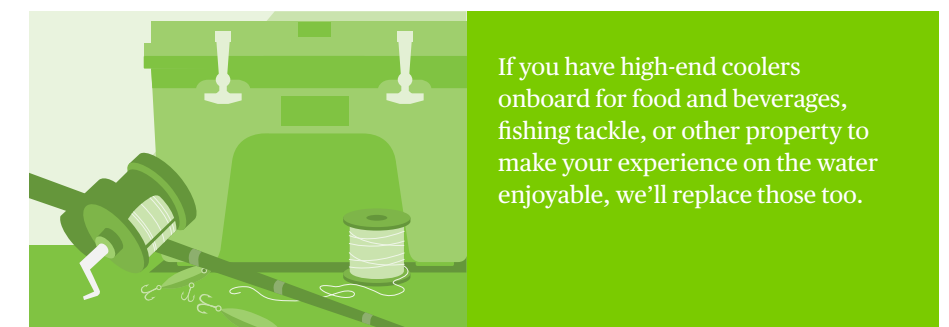 If you have high-end coolers
onboard for food and beverages,
fishing tackle, or other property to
make your experience on the water
enjoyable, we’ll replace those too.